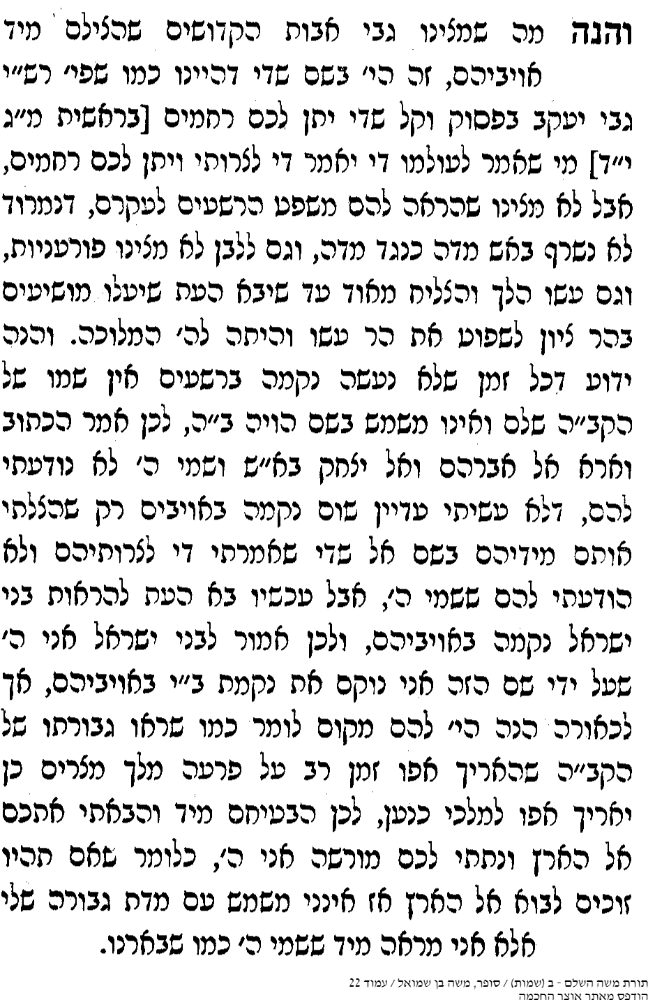 והנה מה שמצינו גבי אבות הקדושים שהצילם מיד
אויביהם, זה הי׳ בשם שדי דהיינו כמו שפי׳ רש״י
גבי יעקב בפסוק וקל שדי יתן לכם רחמים [בראשית מ״ג
י״ד] מי שאמר לעולמו די יאמר די לצרותי ויתן לכם רחמים,
אבל לא מצינו שהראה להם משפט הרשעים לעקרם, דנמרוד
לא נשרף באש מדה כנגד מדה, וגם ללבן לא מצינו פורעניות,
וגם עשו הלך והצליח מאוד עד שיבא העת שיעלו מושיעים
בהר ציון לשפוט את הר עשו והיתה לה׳ המלוכה. והנה
ידוע דכל זמן שלא נעשה נקמה ברשעים אין שמו של
הקב״ה שלם ואינו משמש בשם הויה ב״ה, לכן אמר הכתוב
וארא אל אברהם ואל יצחק בא״ש ושמי ה׳ לא נודעתי
להם, דלא עשיתי עדיין שום נקמה באויבים רק שהצלתי
אותם מידיהם בשם אל שדי שאמרתי די לצרותיהם ולא
הודעתי להם ששמי ה׳, אבל עכשיו בא העת להראות בני
ישראל נקמה באויביהם, ולכן אמור לבני ישראל אני ה׳
שעל ידי שם הזה אני נוקם את נקמת ב״י באויביהם, אך
לכאורה הנה הי׳ להם מקום לומר כמו שראו גבורתו של
הקב״ה שהאריך אפו זמן רב על פרעה מלך מצרים כן
יאריך אפו למלכי כנען, לכן הבטיחם מיד והבאתי אתכם
אל הארץ ונתתי לכם מורשה אני ה׳, כלומר שאם תהיו
זוכים לבוא אל הארץ אז אינני משמש עם מדת גבורה שלי
אלא אני מראה מיד ששמי ה׳ כמו שבארנו.
תורת משה השלם - ב (שמות) / סופר, משה בן שמואל / עמוד 22
הודפס מאתר אוצר החכמה